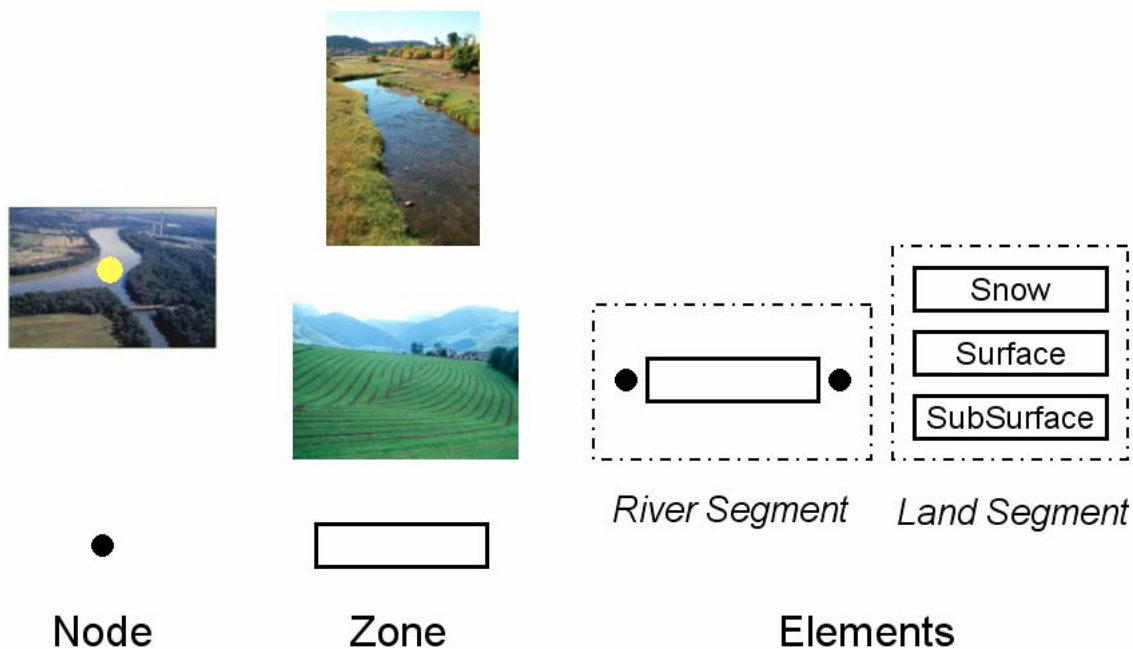 Snow
Surface
SubSurface
River Segment
Land Segment
Node
Zone
Elements